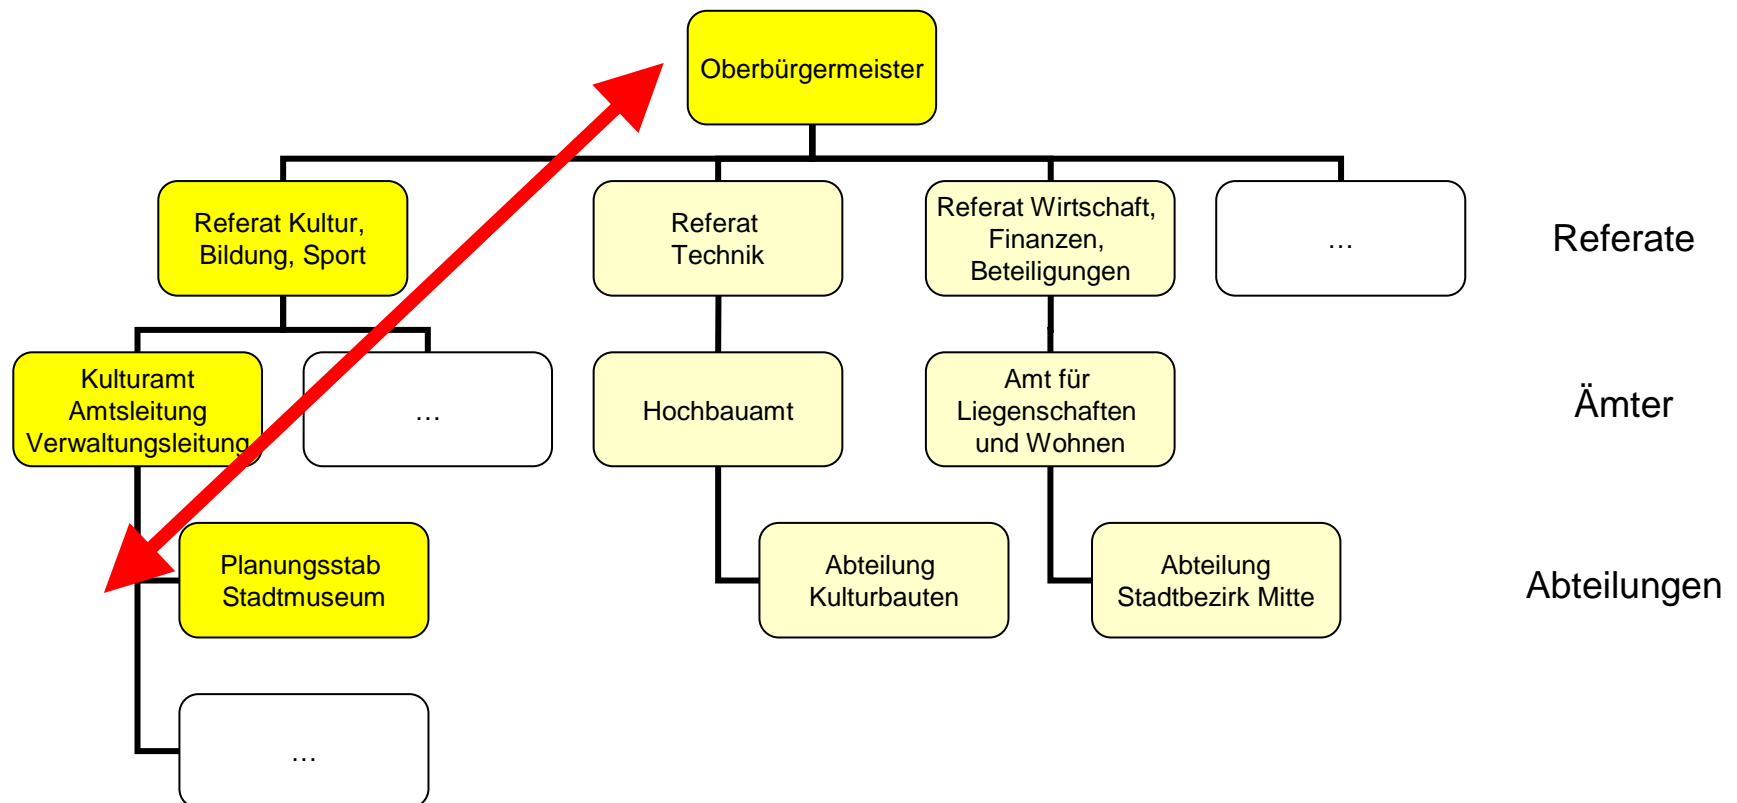 Oberbürgermeister
Referat Kultur,
Bildung, Sport
Referat
Technik
Referat Wirtschaft,
Finanzen,
Beteiligungen
…
Referate
Kulturamt
Amtsleitung
Verwaltungsleitung
…
Hochbauamt
Amt für
Liegenschaften
und Wohnen
Ämter
Planungsstab
Stadtmuseum
Abteilung
Kulturbauten
Abteilung
Stadtbezirk Mitte
Abteilungen
…